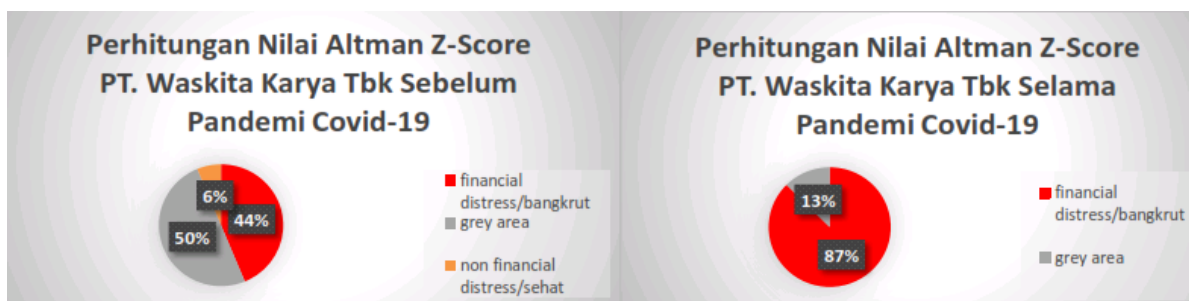 Perhitungan Nilai Altman Z-Score
PT. Waskita Karya Tbk Sebelum
Pandemi Covid-19
6%
44%
50%
financial
distress/bangkrut
grey area
non financial
distress/sehat
Perhitungan Nilai Altman Z-Score
PT. Waskita Karya Tbk Selama
Pandemi Covid-19
13%
87%
financial
distress/bangkrut
grey area